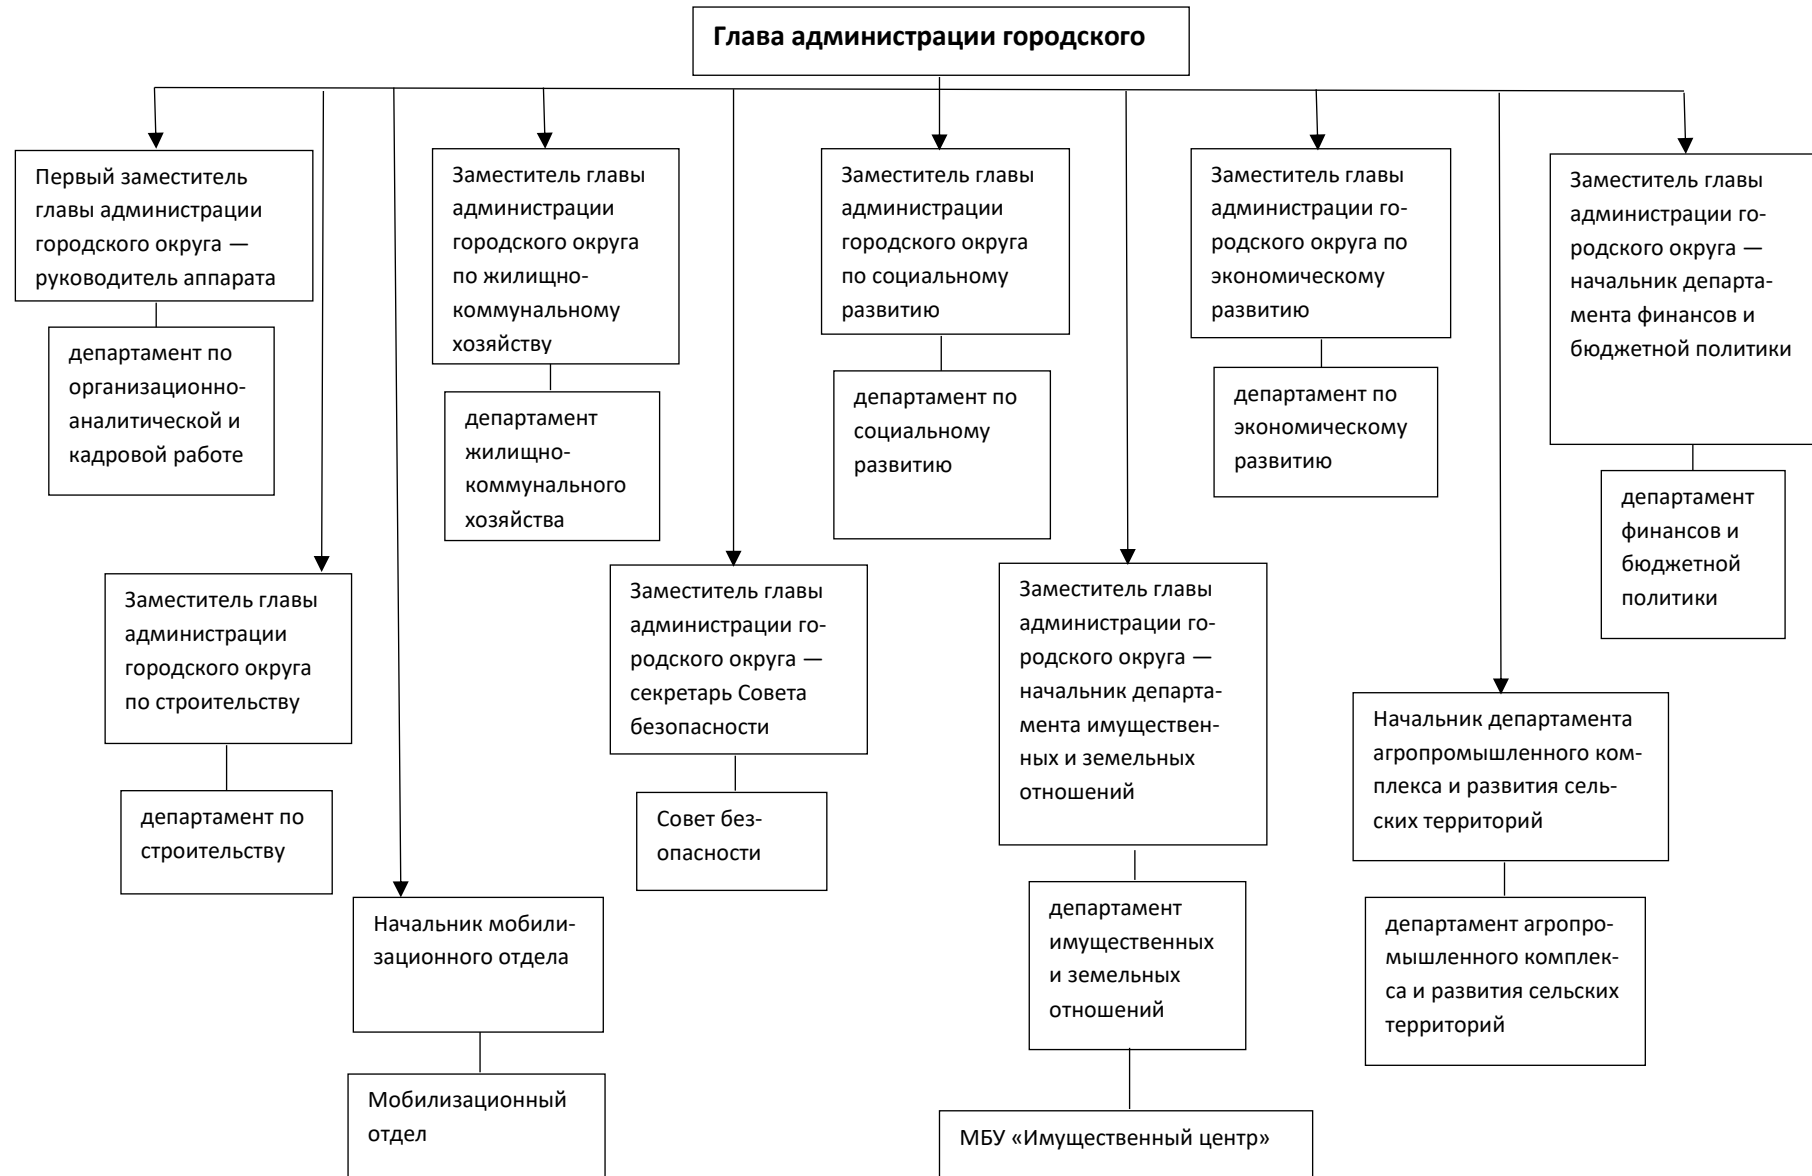 Глава администрации городского
Первый заместитель
главы администрации
городского округа —
руководитель аппарата
департамент по
организационно-
аналитической и
кадровой работе
Заместитель главы
администрации
городского округа
по жилищно-
коммунальному
хозяйству
департамент
жилищно-
коммунального
хозяйства
Заместитель главы
администрации
городского округа
по социальному
развитию
департамент по
социальному
развитию
Заместитель главы
администрации го-
родского округа по
экономическому
развитию
департамент по
экономическому
развитию
Заместитель главы
администрации го-
родского округа —
начальник департа-
мента финансов и
бюджетной политики
департамент
финансов и
бюджетной
политики
Заместитель главы
администрации
городского округа
по строительству
департамент по
строительству
Начальник мобили-
зационного отдела
Мобилизационный
отдел
Заместитель главы
администрации го-
родского округа —
секретарь Совета
безопасности
Совет без-
опасности
Заместитель главы
администрации го-
родского округа —
начальник департа-
мента имуществен-
ных и земельных
отношений
департамент
имущественных
и земельных
отношений
МБУ «Имущественный центр»
Начальник департамента
агропромышленного ком-
плекса и развития сель-
ских территорий
департамент агропро-
мышленного комплек-
са и развития сельских
территорий